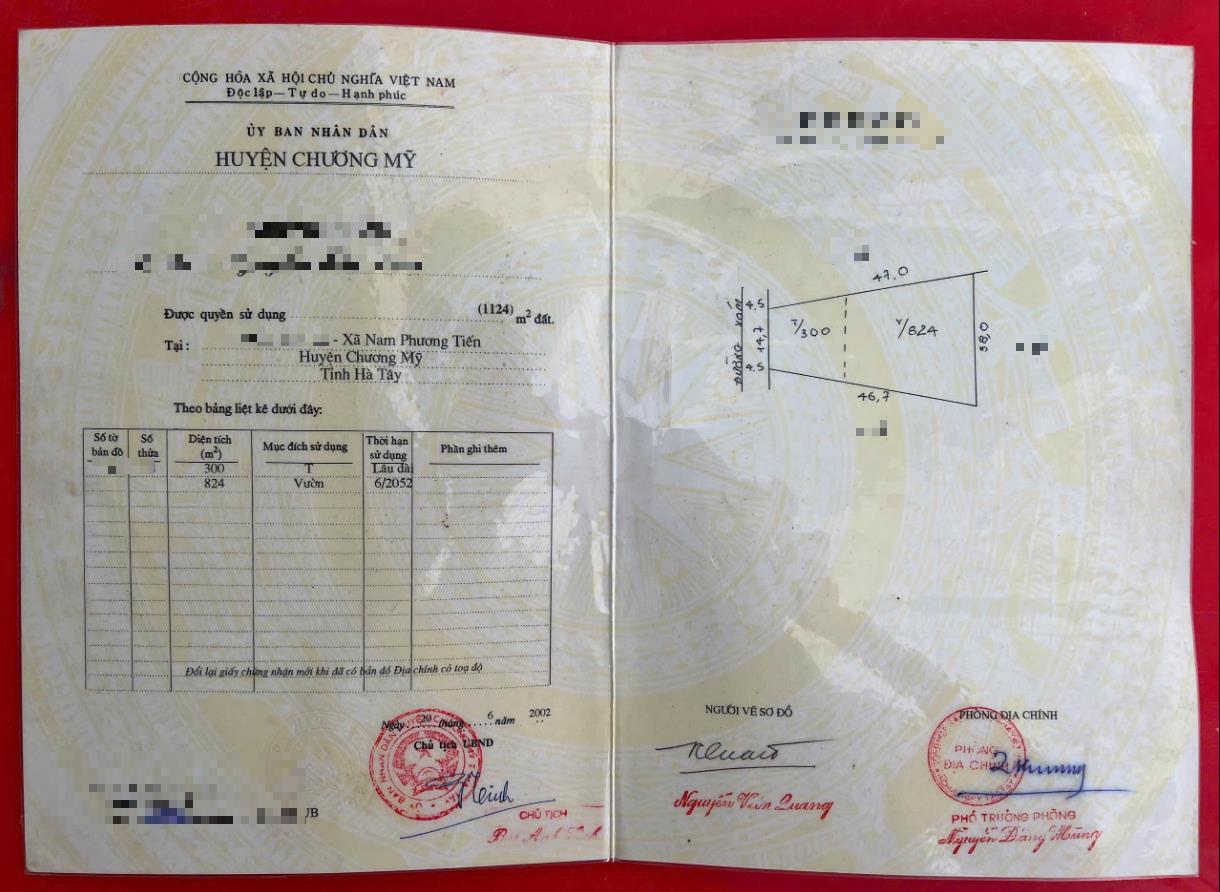 CỘNG HÒA XÃ HỘI CHỦ NGHĨA VIỆT NAM
Độc lập — Tự do — Hạnh phúc
ỦY BAN NHÂN DÂN
HUYỆN CHƯƠNG MỸ
Được quyền sử dụng (1124) m² đất.
Tại : - Xã Nam Phương Tiến
Huyện Chương Mỹ
Tỉnh Hà Tây
Theo bảng liệt kê dưới đây:
Số tờ bản đồ Số thửa Diện tích (m²) Mục đích sử dụng Thời hạn sử dụng Phần ghi thêm
300 T Lâu dài
824 Vườn 6/2052
Đổi lại giấy chứng nhận mới khi đã có bản đồ Địa chính có toạ độ
Ngày 20 tháng 6 năm 2002
Chủ tịch UBND
CHỦ TỊCH
UB
47,0
ĐƯỜNG XÓM
4.5
14,7
4.5
T/300
V/824
38,0
46,7
NGƯỜI VẼ SƠ ĐỒ
Nguyễn Văn Quang
PHÒNG ĐỊA CHÍNH
PHÒNG
ĐỊA CHÍNH
PHÓ TRƯỞNG PHÒNG
Nguyễn Đăng Hùng